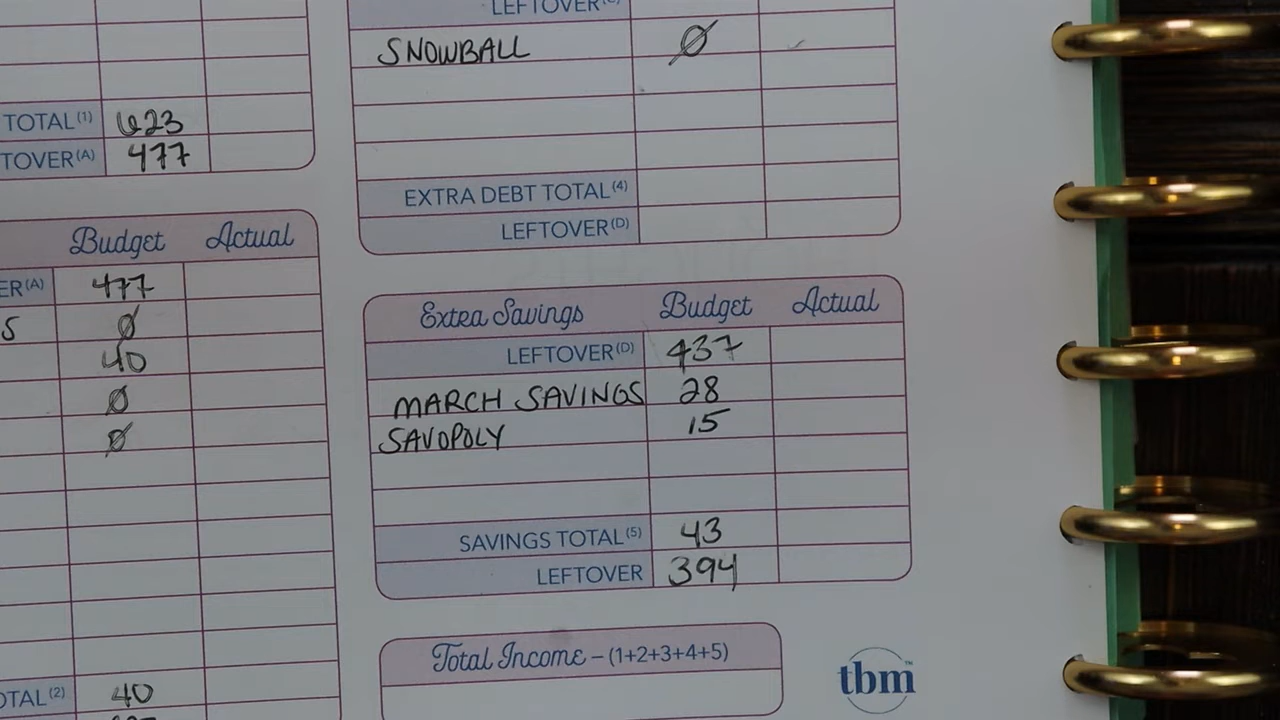 TOTAL(1) 623
TOVER(A) 477
Budget Actual
ER(A) 477
S Ø
40
Ø
Ø
OTAL(2) 40
LEFTOVER(C)
SNOWBALL Ø
EXTRA DEBT TOTAL(4)
LEFTOVER(D)
Extra Savings Budget Actual
LEFTOVER(D) 437
MARCH SAVINGS 28
SAVOPOLY 15
SAVINGS TOTAL(5) 43
LEFTOVER 394
Total Income – (1+2+3+4+5)
tbm™